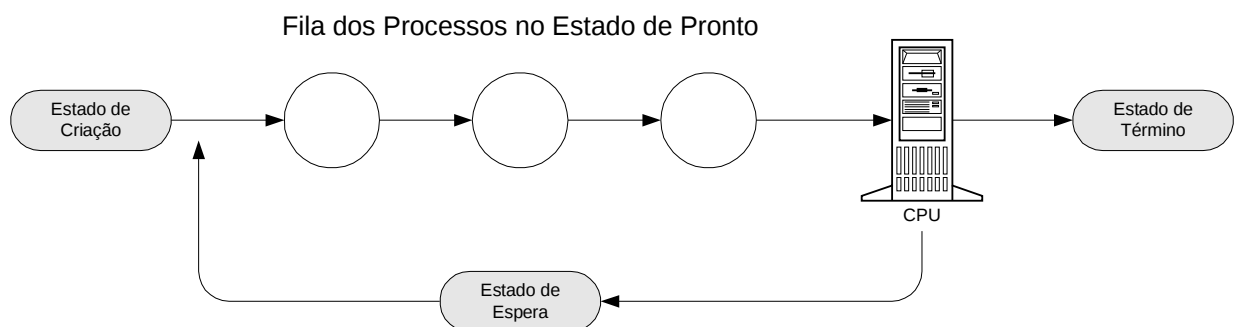 Fila dos Processos no Estado de Pronto
Estado de
Criação
Estado de
Término
CPU
Estado de
Espera